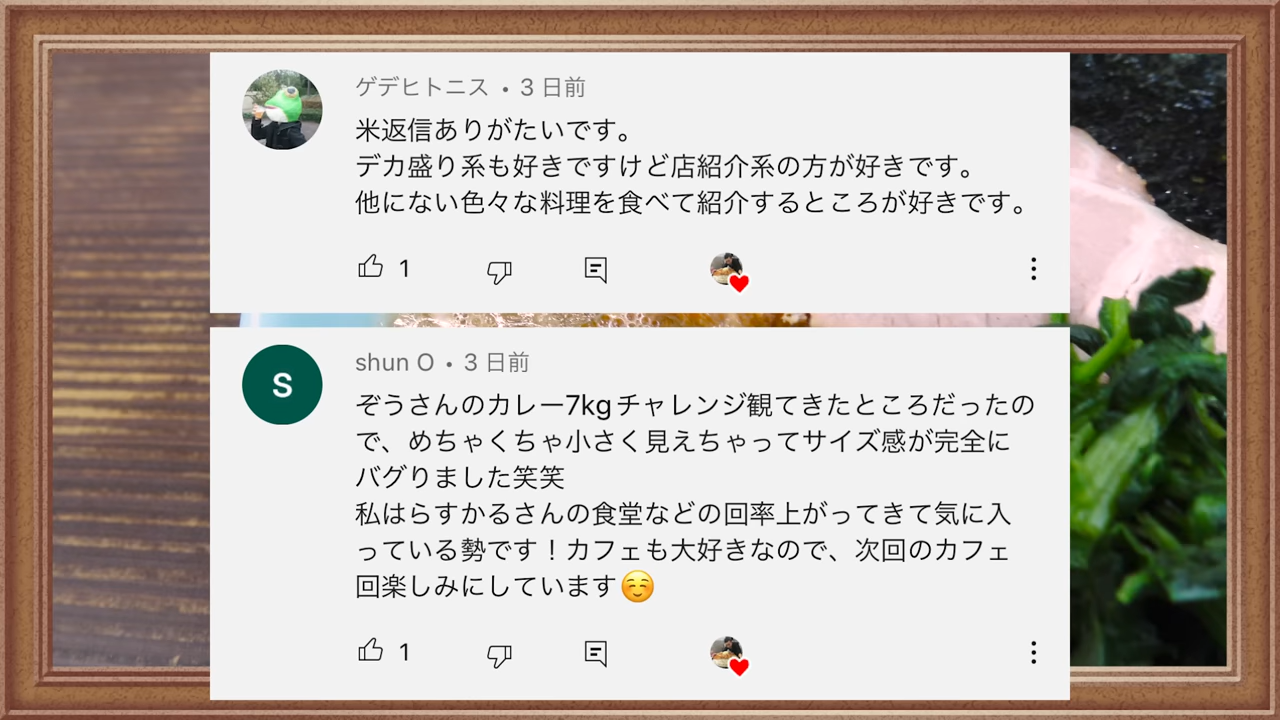 ゲデヒトニス • 3 日前
米返信ありがたいです。
デカ盛り系も好きですけど店紹介系の方が好きです。
他にない色々な料理を食べて紹介するところが好きです。
1
S
shun O • 3 日前
ぞうさんのカレー7kgチャレンジ観てきたところだったの
で、めちゃくちゃ小さく見えちゃってサイズ感が完全に
バグりました笑笑
私はらすかるさんの食堂などの回率上がってきて気に入
っている勢です！カフェも大好きなので、次回のカフェ
回楽しみにしています☺️
1